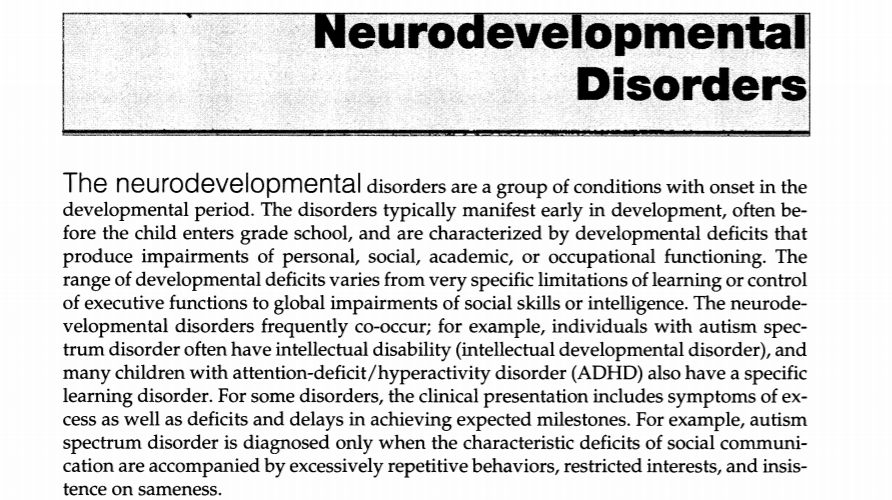 Neurodevelopmental
Disorders
The neurodevelopmental disorders are a group of conditions with onset in the
developmental period. The disorders typically manifest early in development, often be-
fore the child enters grade school, and are characterized by developmental deficits that
produce impairments of personal, social, academic, or occupational functioning. The
range of developmental deficits varies from very specific limitations of learning or control
of executive functions to global impairments of social skills or intelligence. The neurode-
velopmental disorders frequently co-occur; for example, individuals with autism spec-
trum disorder often have intellectual disability (intellectual developmental disorder), and
many children with attention-deficit/hyperactivity disorder (ADHD) also have a specific
learning disorder. For some disorders, the clinical presentation includes symptoms of ex-
cess as well as deficits and delays in achieving expected milestones. For example, autism
spectrum disorder is diagnosed only when the characteristic deficits of social communi-
cation are accompanied by excessively repetitive behaviors, restricted interests, and insis-
tence on sameness.